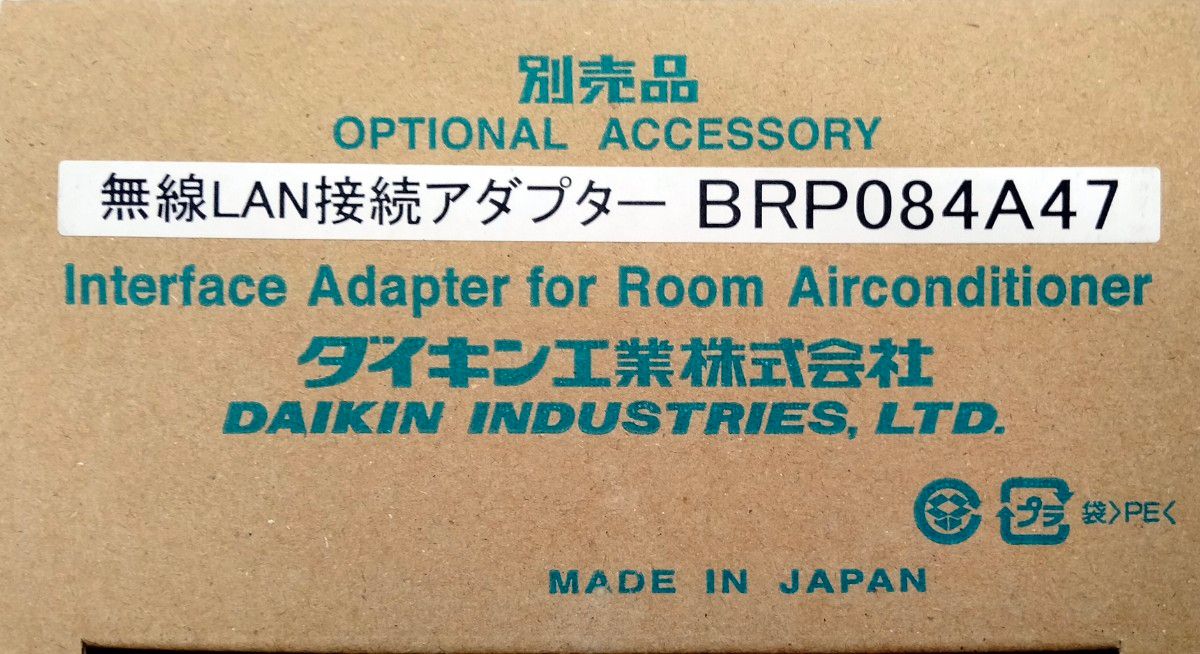 別売品
OPTIONAL ACCESSORY
無線LAN接続アダプター BRP084A47
Interface Adapter for Room Airconditioner
ダイキン工業株式会社
DAIKIN INDUSTRIES, LTD.
プラ 袋>PE<
MADE IN JAPAN